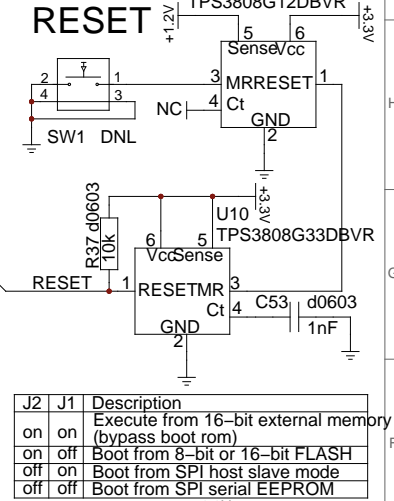 RESET
TPS3808G12DBVR
+1.2V
+3.3V
5 6
Sense Vcc
2 1
3 MR RESET 1
4 3
NC 4 Ct
GND
SW1 DNL
2
R37 d0603
10k
+3.3V
U10
6 5
TPS3808G33DBVR
Vcc Sense
RESET 1 RESET MR 3
C53 d0603
Ct 4
1nF
GND
2
J2 J1 Description
on on Execute from 16–bit external memory
(bypass boot rom)
on off Boot from 8–bit or 16–bit FLASH
off on Boot from SPI host slave mode
off off Boot from SPI serial EEPROM
H
G
F